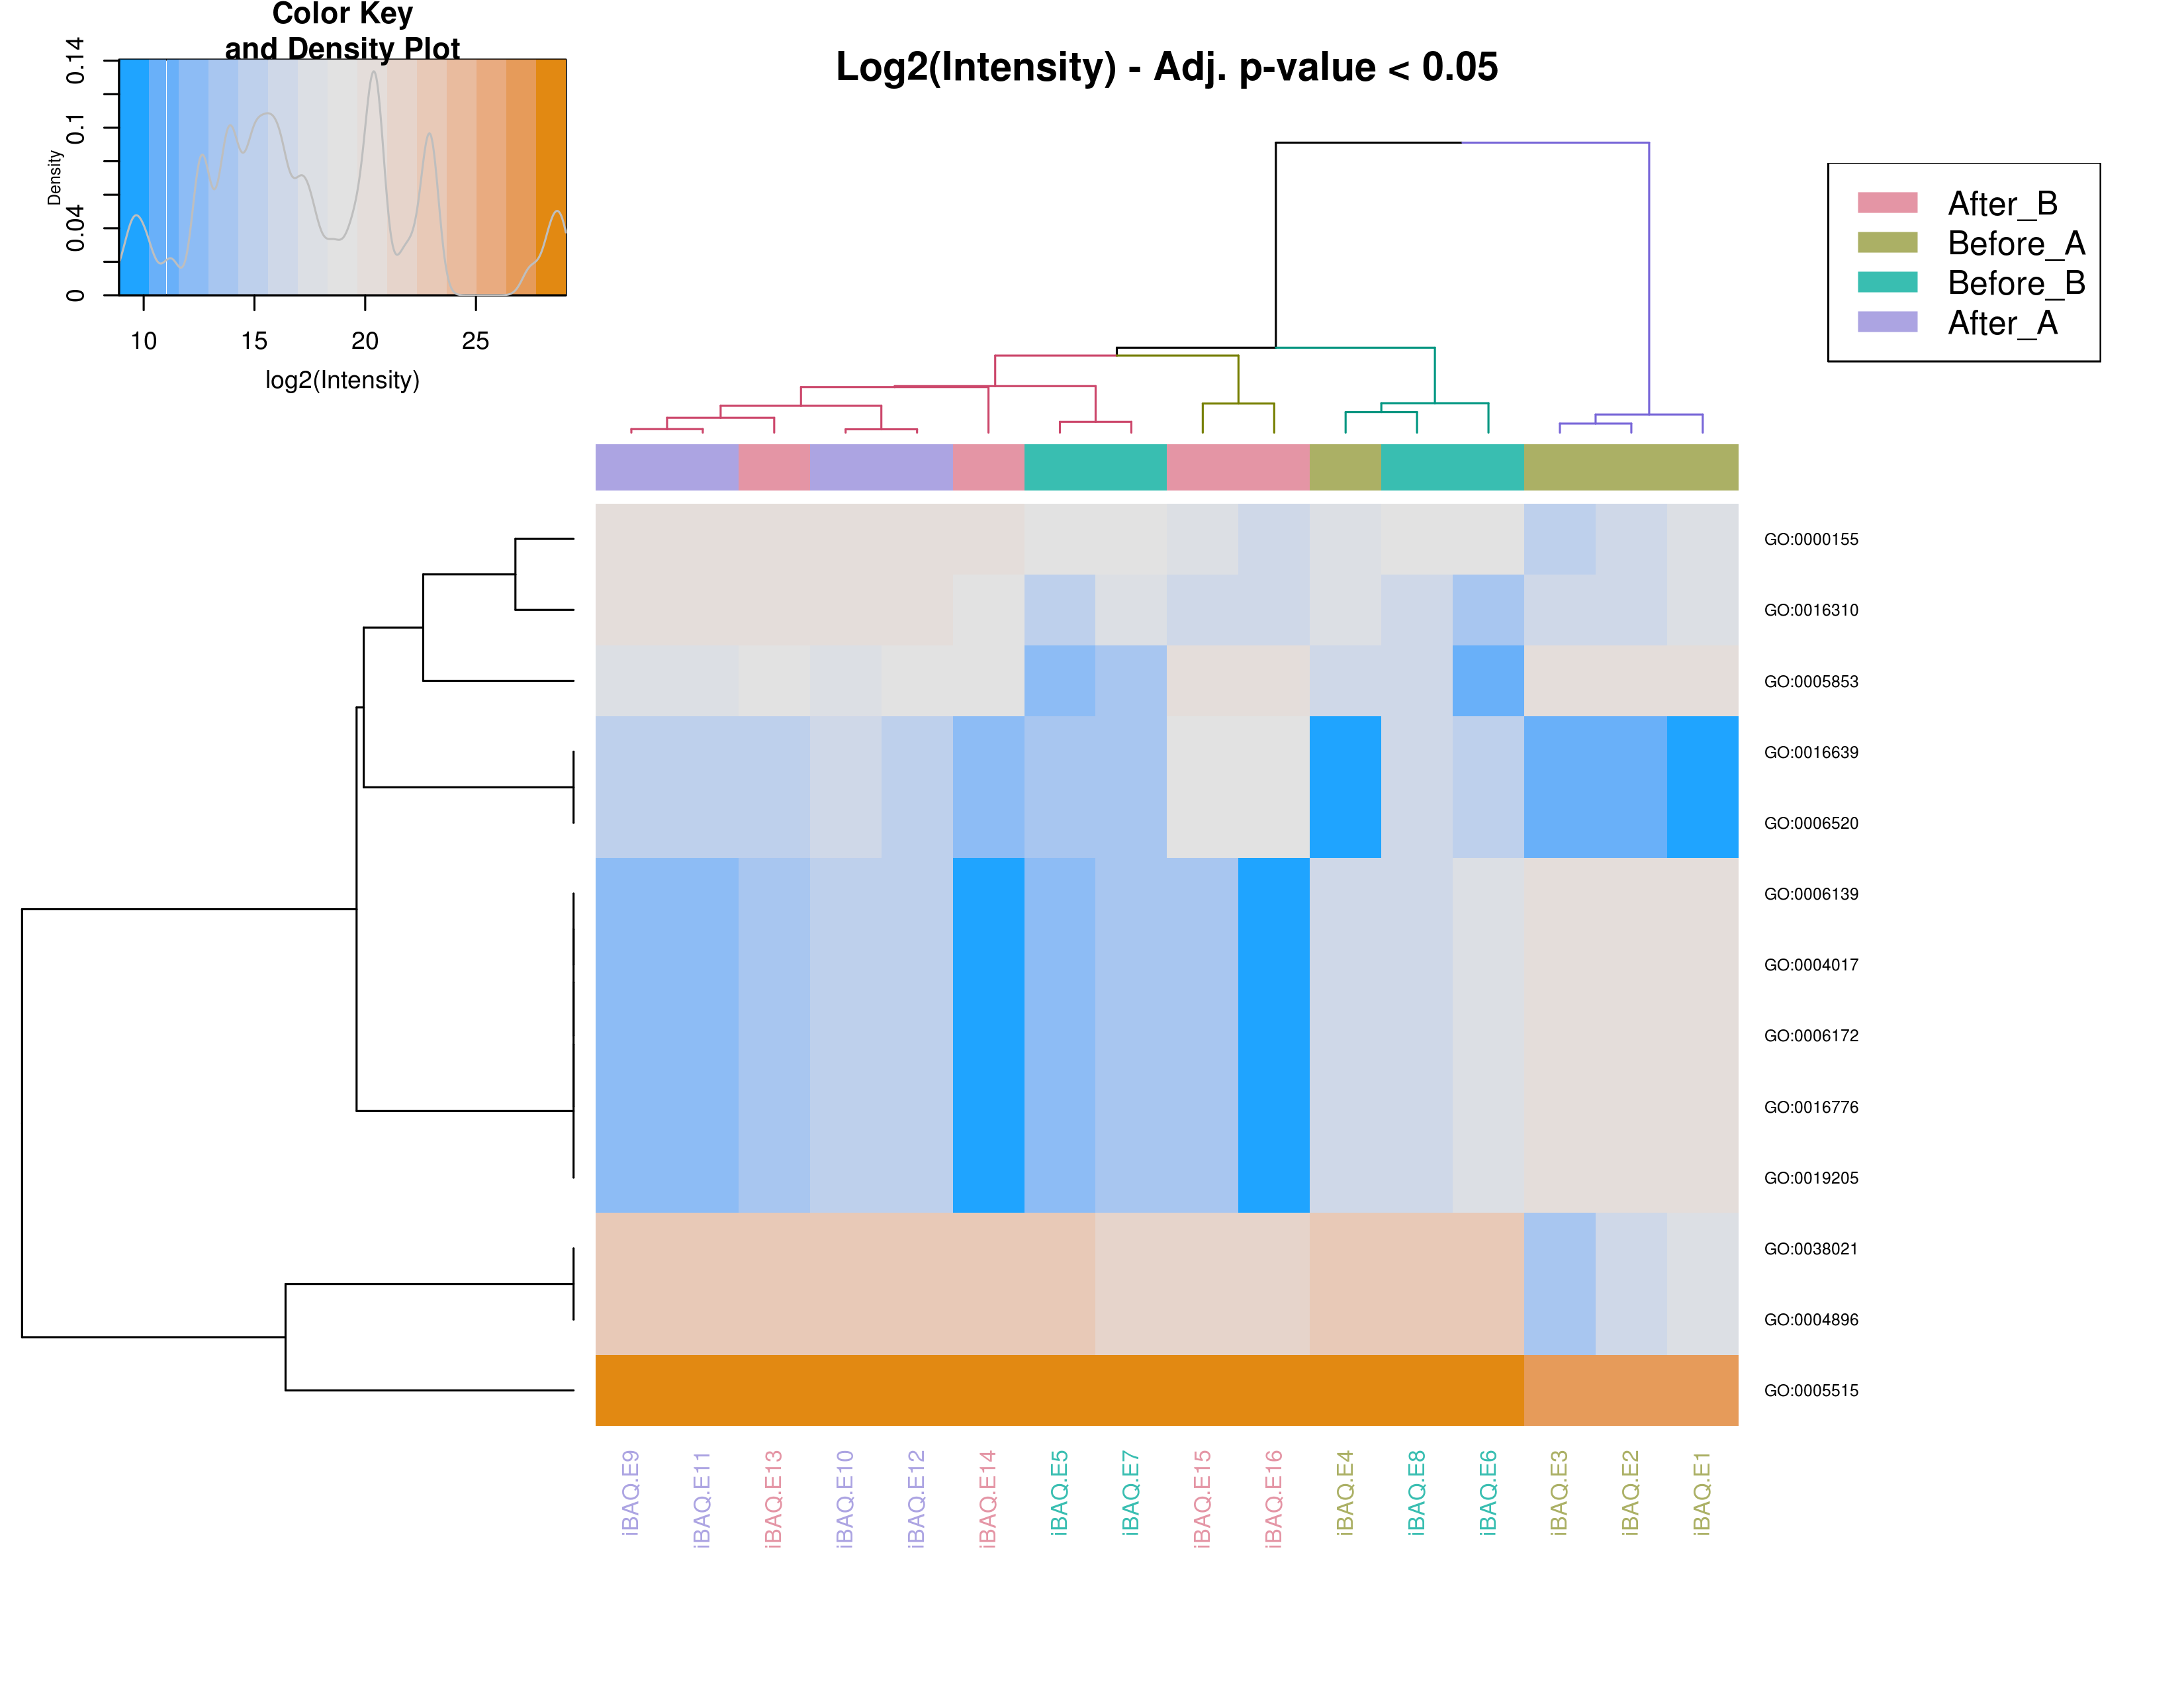 Color Key
and Density Plot
0.14
0.1
0.04
0
Density
10 15 20 25
log2(Intensity)
Log2(Intensity) - Adj. p-value < 0.05
After_B
Before_A
Before_B
After_A
GO:0000155
GO:0016310
GO:0005853
GO:0016639
GO:0006520
GO:0006139
GO:0004017
GO:0006172
GO:0016776
GO:0019205
GO:0038021
GO:0004896
GO:0005515
iBAQ.E9
iBAQ.E11
iBAQ.E13
iBAQ.E10
iBAQ.E12
iBAQ.E14
iBAQ.E5
iBAQ.E7
iBAQ.E15
iBAQ.E16
iBAQ.E4
iBAQ.E8
iBAQ.E6
iBAQ.E3
iBAQ.E2
iBAQ.E1